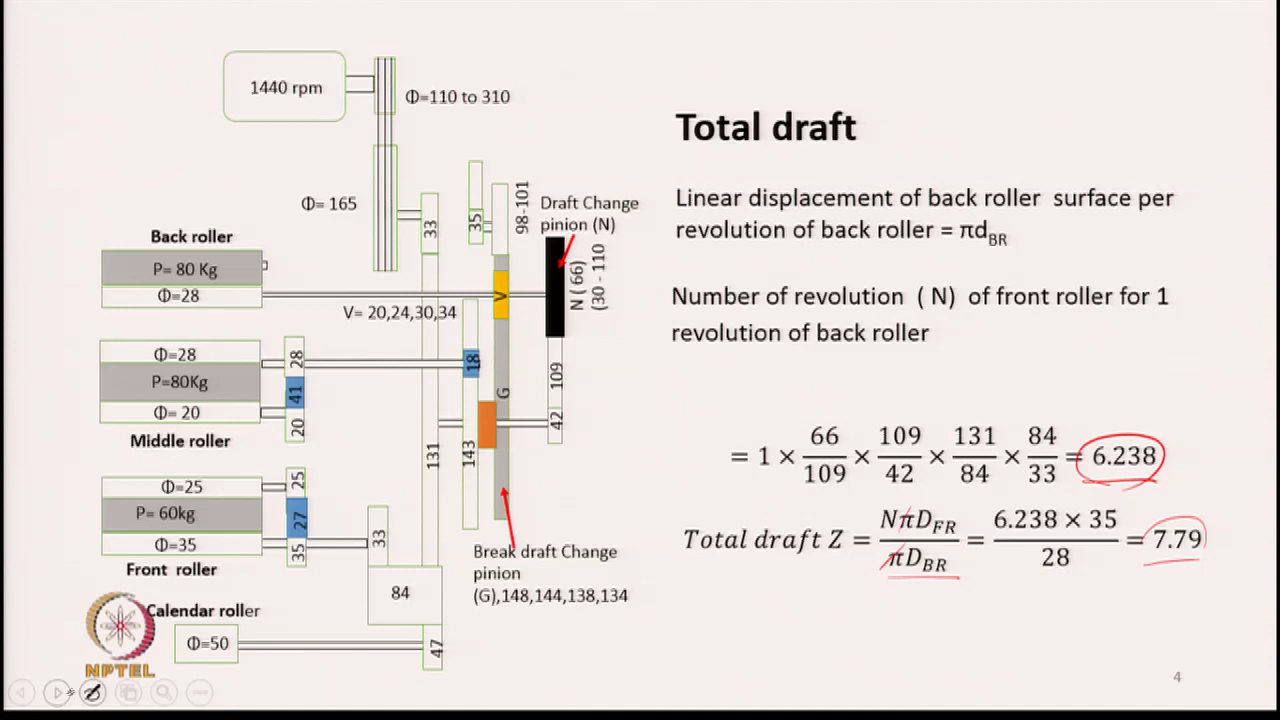 1440 rpm
Φ=110 to 310
Φ= 165
33
35
98-101
Draft Change
pinion (N)
N ( 66)
(30 - 110
Back roller
P= 80 Kg
Φ=28
V
V= 20,24,30,34
Φ=28
P=80Kg
Φ= 20
Middle roller
28
41
20
18
G
109
42
131
143
Φ=25
P= 60kg
Φ=35
Front roller
25
27
35
33
84
Break draft Change
pinion
(G),148,144,138,134
Calendar roller
Φ=50
47
NPTEL
Total draft
Linear displacement of back roller surface per
revolution of back roller = πd_BR
Number of revolution ( N) of front roller for 1
revolution of back roller
= 1 × 66/109 × 109/42 × 131/84 × 84/33 = 6.238
Total draft Z = NπD_FR/πD_BR = 6.238 × 35/28 = 7.79
4